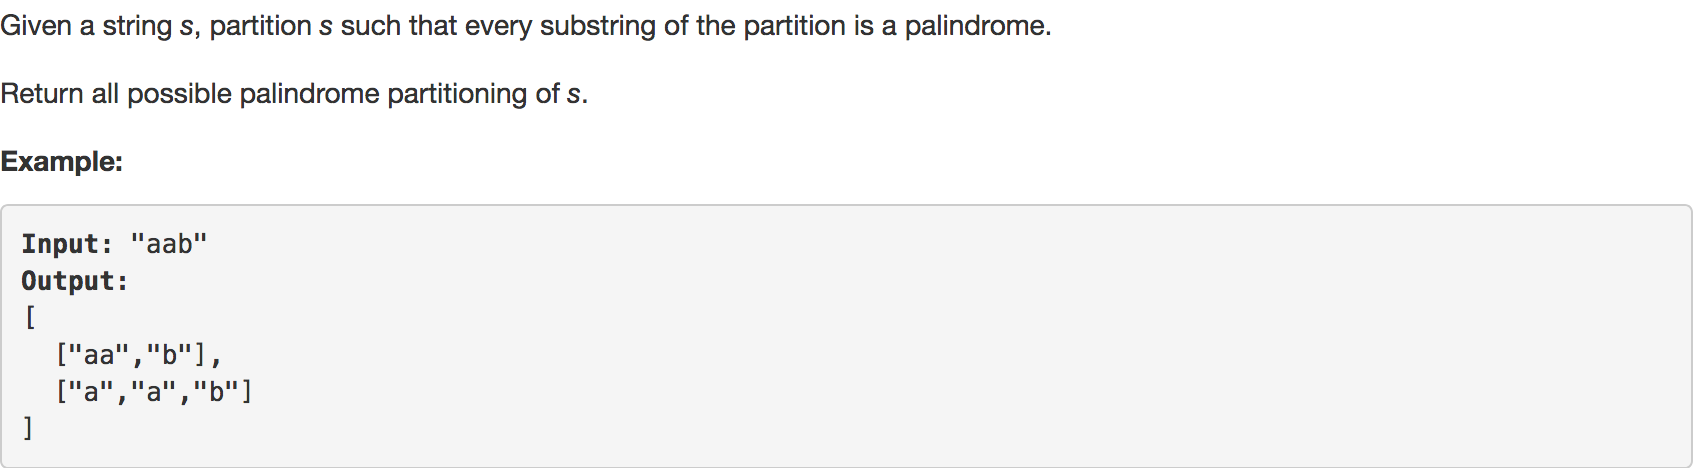 Given a string s, partition s such that every substring of the partition is a palindrome.
Return all possible palindrome partitioning of s.
Example:
Input: "aab"
Output:
[
  ["aa","b"],
  ["a","a","b"]
]